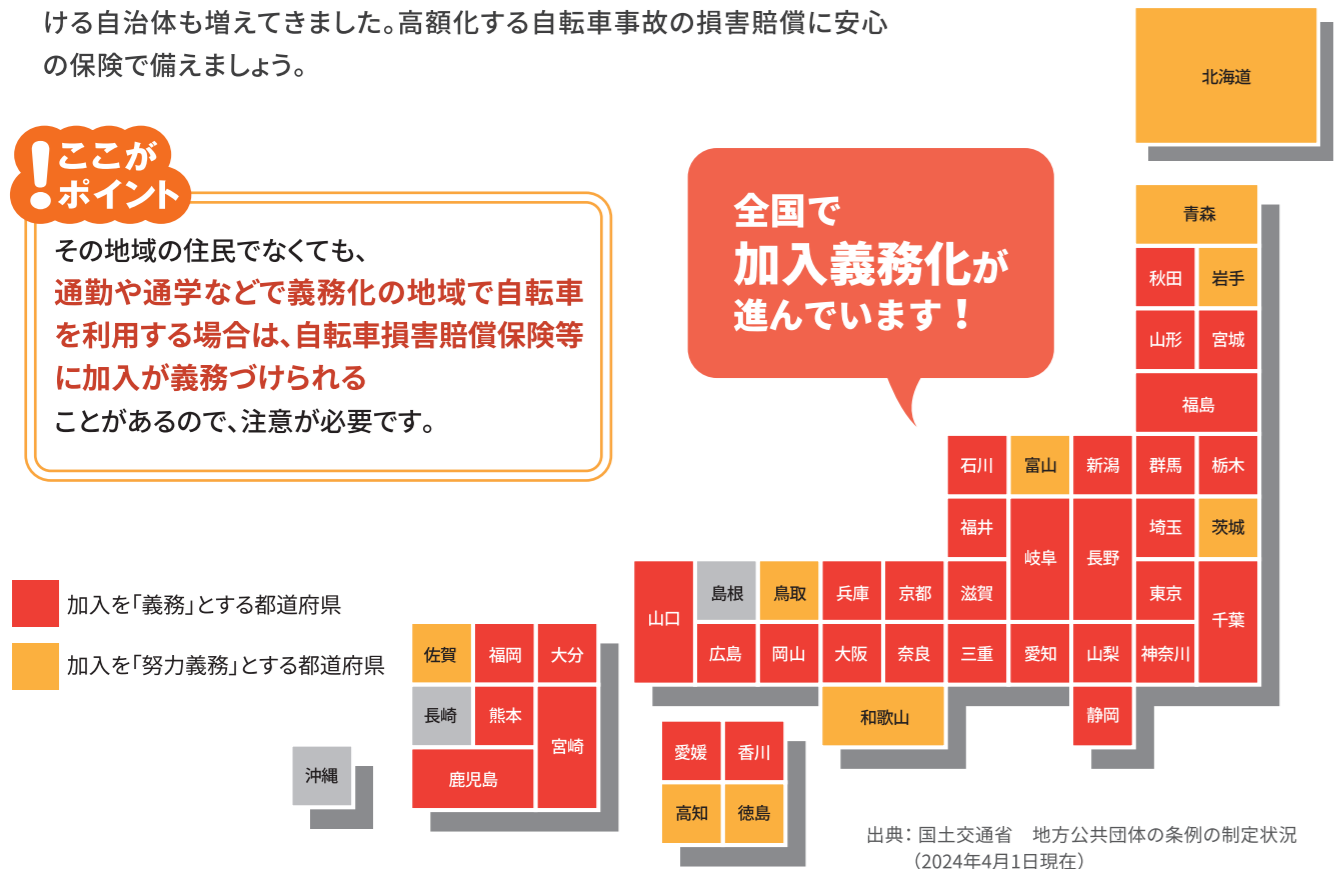 ける自治体も増えてきました。高額化する自転車事故の損害賠償に安心
の保険で備えましょう。
!ここが
ポイント
その地域の住民でなくても、
通勤や通学などで義務化の地域で自転車
を利用する場合は、自転車損害賠償保険等
に加入が義務づけられる
ことがあるので、注意が必要です。
全国で
加入義務化が
進んでいます!
北海道
青森
秋田 岩手
山形 宮城
福島
石川 富山 新潟 群馬 栃木
福井 岐阜 長野 埼玉 茨城
山口 島根 鳥取 兵庫 京都 滋賀 東京 千葉
広島 岡山 大阪 奈良 三重 愛知 山梨 神奈川
和歌山 静岡
愛媛 香川
高知 徳島
佐賀 福岡 大分
長崎 熊本 宮崎
鹿児島
沖縄
加入を「義務」とする都道府県
加入を「努力義務」とする都道府県
出典:国土交通省 地方公共団体の条例の制定状況
(2024年4月1日現在)